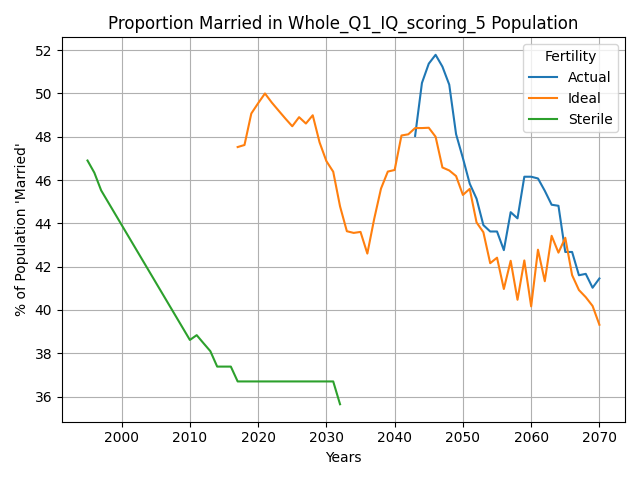 Proportion Married in Whole_Q1_IQ_scoring_5 Population
% of Population 'Married'
52
50
48
46
44
42
40
38
36
Fertility
Actual
Ideal
Sterile
2000 2010 2020 2030 2040 2050 2060 2070
Years